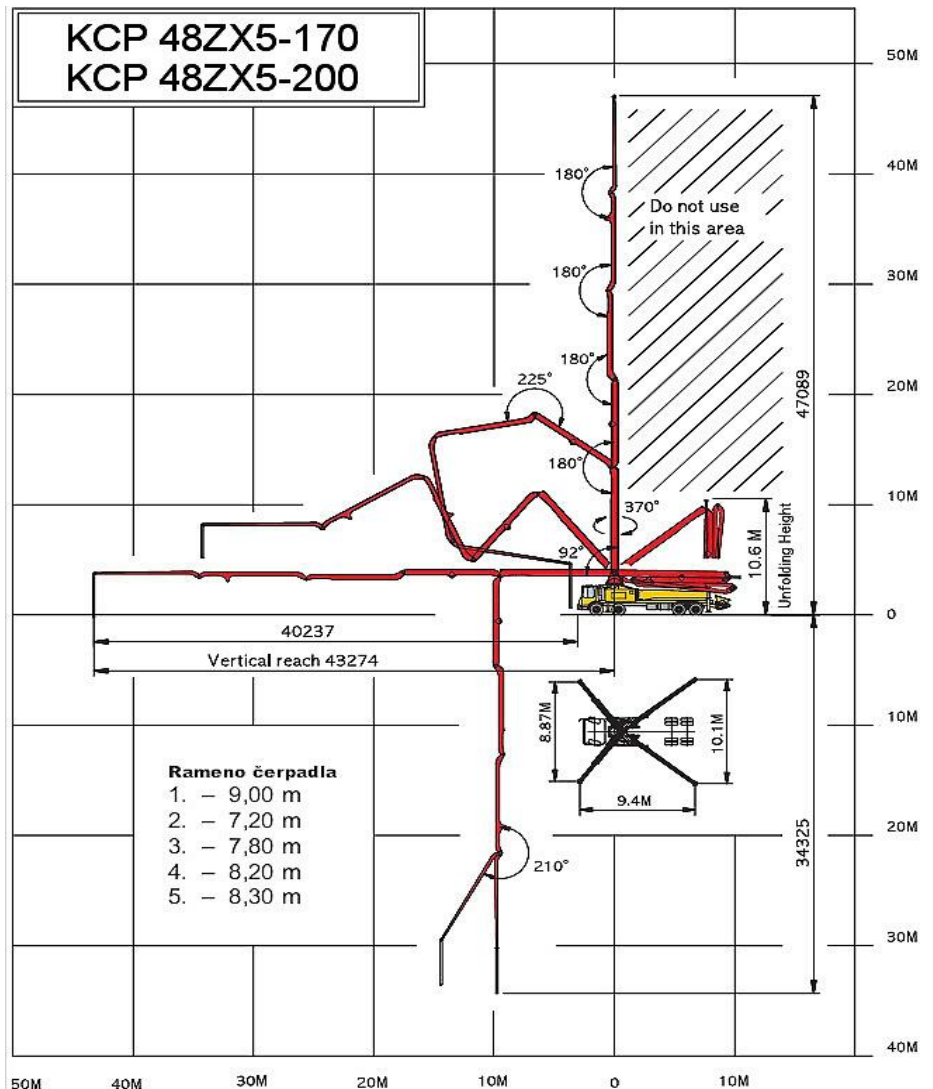 KCP 48ZX5-170
KCP 48ZX5-200
50M
40M
180°
Do not use
in this area
30M
180°
47089
20M
180°
225°
180°
10M
370°
10.6 M
Unfolding Height
92°
0
40237
Vertical reach 43274
8.87M
10.1M
10M
9.4M
Rameno čerpadla
1. – 9,00 m
2. – 7,20 m
3. – 7,80 m
4. – 8,20 m
5. – 8,30 m
20M
34325
210°
30M
40M
50M
40M
30M
20M
10M
0
10M